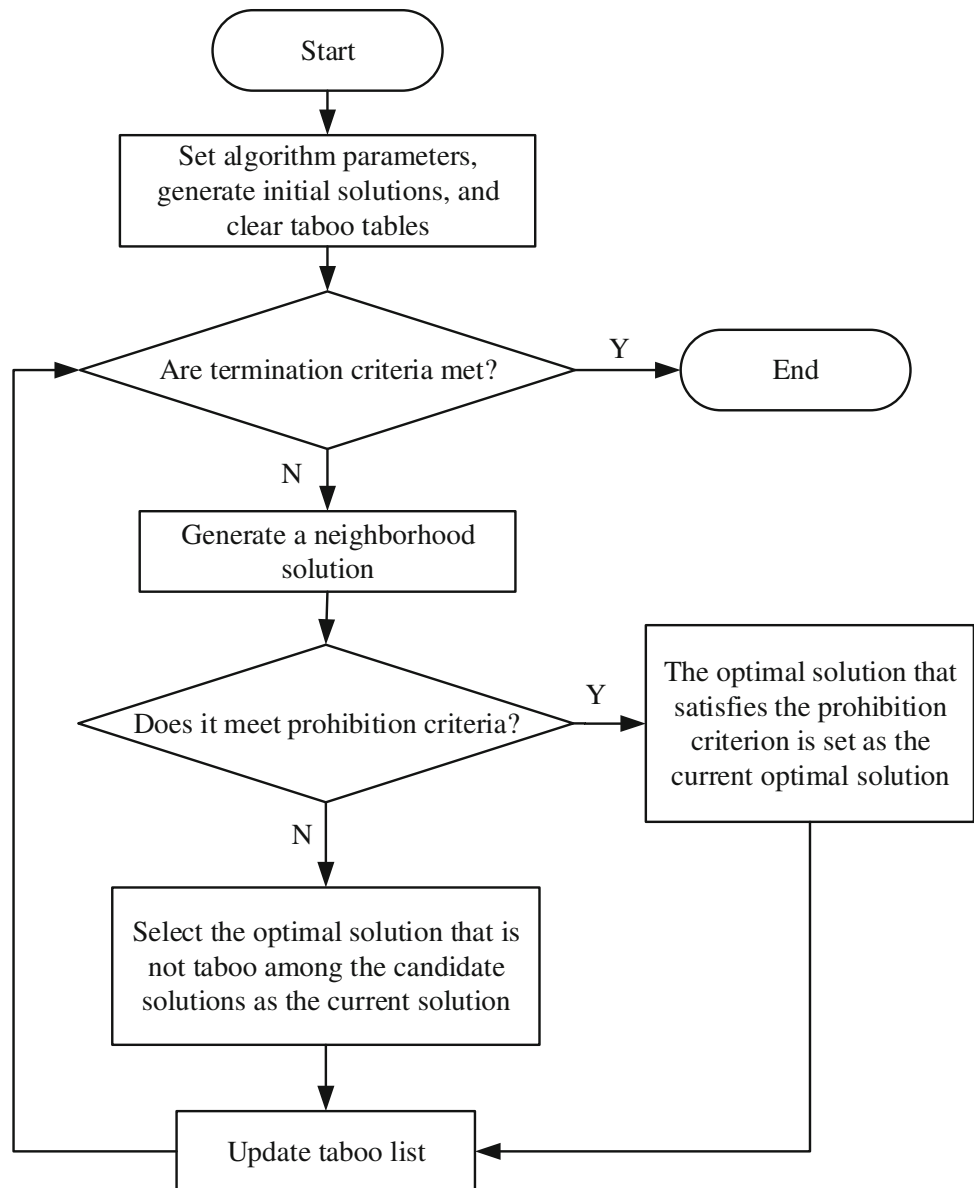 Start
Set algorithm parameters,
generate initial solutions, and
clear taboo tables
Are termination criteria met?
Y
End
N
Generate a neighborhood
solution
Does it meet prohibition criteria?
Y
The optimal solution that
satisfies the prohibition
criterion is set as the
current optimal solution
N
Select the optimal solution that is
not taboo among the candidate
solutions as the current solution
Update taboo list